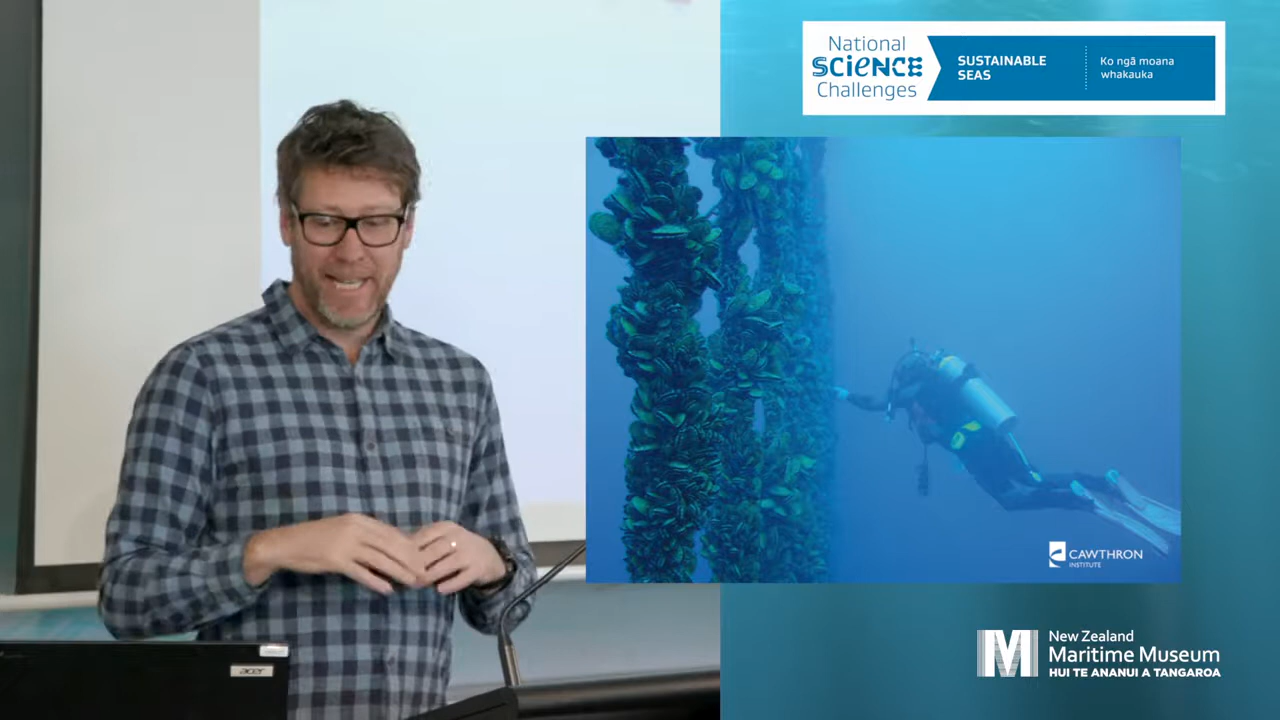 National
SCIENCE
Challenges
SUSTAINABLE
SEAS
Ko ngā moana
whakauka
CAWTHRON
INSTITUTE
New Zealand
Maritime Museum
HUI TE ANANUI A TANGAROA
acer